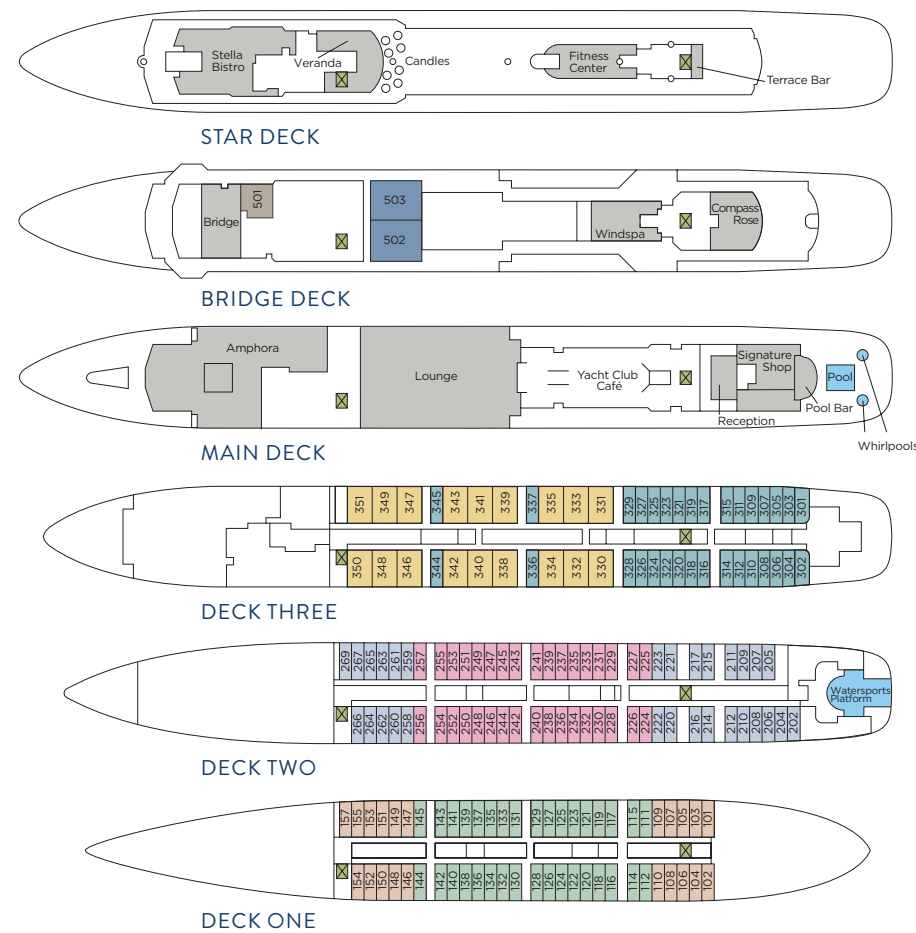 Stella
Bistro
Veranda
Candles
Fitness
Center
Terrace Bar
STAR DECK
Bridge
501
503
502
Windspa
Compass
Rose
BRIDGE DECK
Amphora
Lounge
Yacht Club
Café
Signature
Shop
Pool
Reception
Pool Bar
Whirlpools
MAIN DECK
351 349 347 345 343 341 339 337 335 333 331 329 327 325 323 321 319 317 315 311 309 307 305 303 301
350 348 346 344 342 340 338 336 334 332 330 328 326 324 322 320 318 316 314 312 310 308 306 304 302
DECK THREE
269 267 265 263 261 259 257 255 253 251 249 247 245 243 241 239 237 235 233 231 229 227 225 223 221 217 215 211 209 207 205
Watersports
Platform
266 264 262 260 258 256 254 252 250 248 246 244 242 240 238 236 234 232 230 228 226 224 222 220 216 214 212 210 208 206 204 202
DECK TWO
157 155 153 151 149 147 145 143 141 139 137 135 133 131 129 127 125 123 121 119 117 115 111 109 107 105 103 101
154 152 150 148 146 144 142 140 138 136 134 132 130 128 126 124 122 120 118 116 114 112 110 108 106 104 102
DECK ONE